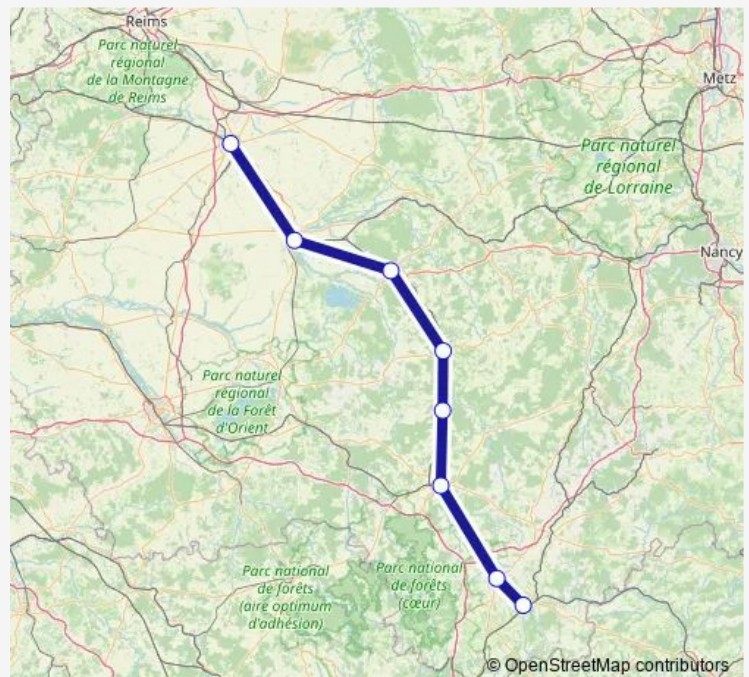 Reims
Parc naturel
régional
de la Montagne
de Reims
Metz
Parc naturel
régional
de Lorraine
Nancy
Parc naturel
régional
de la Forêt
d'Orient
Parc national
de forêts
(aire optimum
d'adhésion)
Parc national
de forêts
(cœur)
© OpenStreetMap contributors